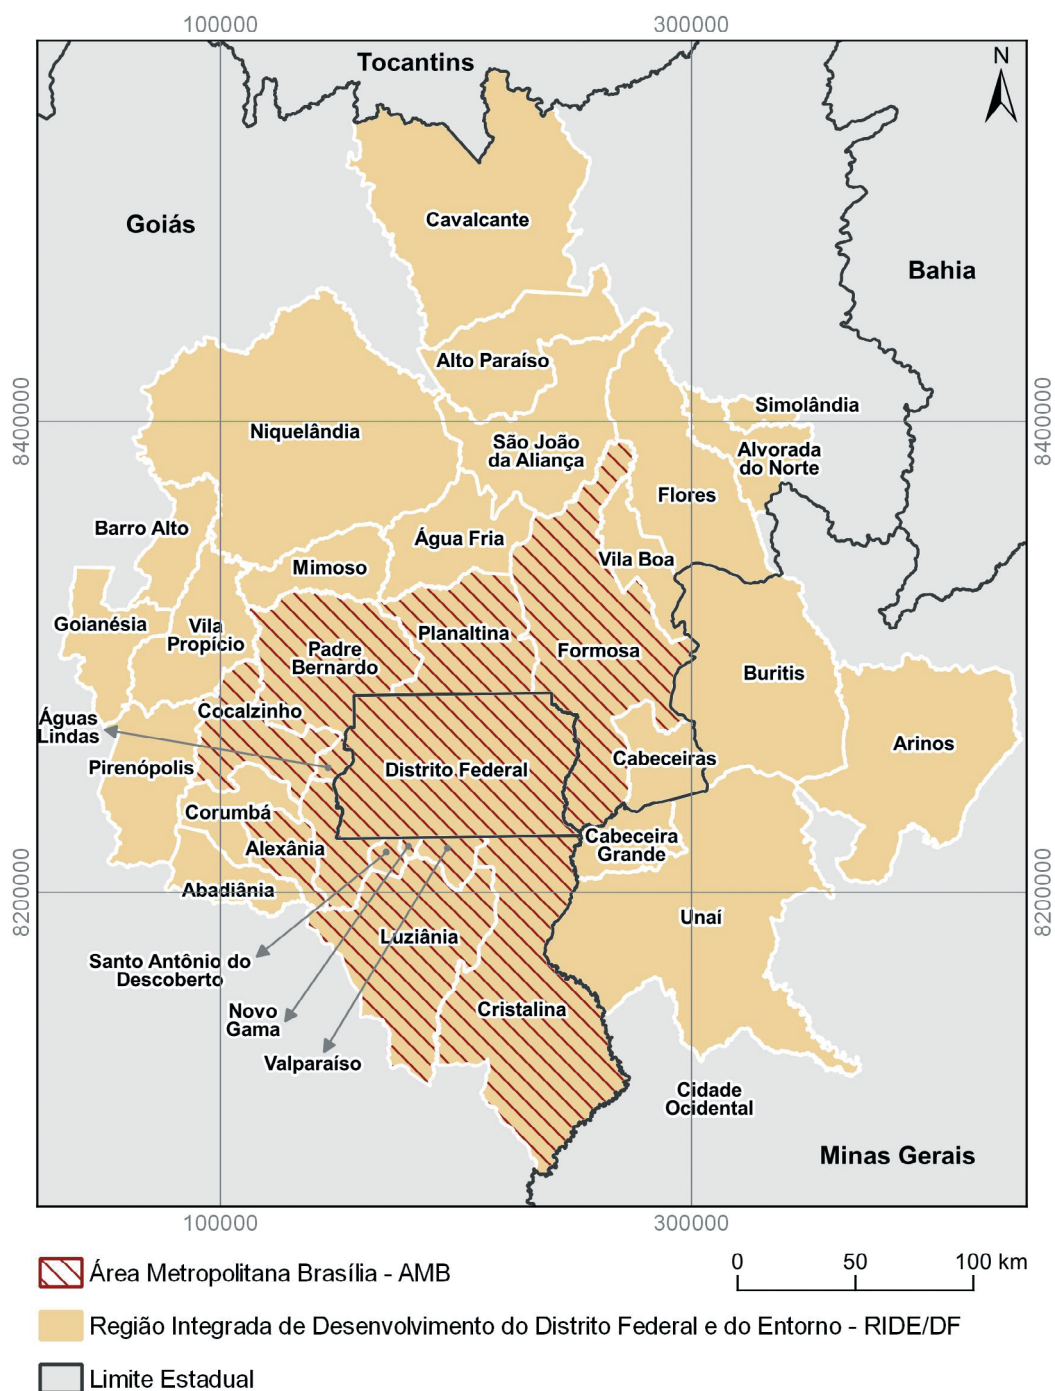 100000
300000
Tocantins
N
Goiás
Cavalcante
Bahia
Alto Paraíso
8400000
8400000
Simolândia
Niquelândia
São João
da Aliança
Alvorada
do Norte
Flores
Barro Alto
Água Fria
Vila Boa
Mimoso
Goianésia
Vila
Propício
Planaltina
Padre
Bernardo
Formosa
Buritis
Cocalzinho
Águas
Lindas
Arinos
Pirenópolis
Distrito Federal
Cabeceiras
Corumbá
Cabeceira
Grande
Alexânia
Abadiânia
8200000
8200000
Unaí
Luziânia
Santo Antônio do
Descoberto
Cristalina
Novo
Gama
Valparaíso
Cidade
Ocidental
Minas Gerais
100000
300000
0 50 100 km
Área Metropolitana Brasília - AMB
Região Integrada de Desenvolvimento do Distrito Federal e do Entorno - RIDE/DF
Limite Estadual